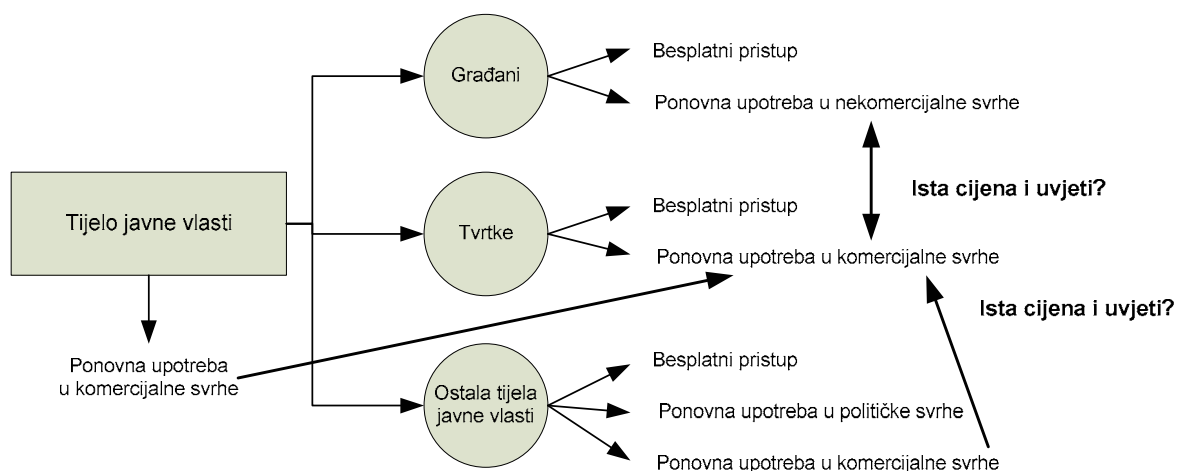 Građani
Besplatni pristup
Ponovna upotreba u nekomercijalne svrhe
Ista cijena i uvjeti?
Tijelo javne vlasti
Tvrtke
Besplatni pristup
Ponovna upotreba u komercijalne svrhe
Ista cijena i uvjeti?
Ponovna upotreba
u komercijalne svrhe
Ostala tijela
javne vlasti
Besplatni pristup
Ponovna upotreba u političke svrhe
Ponovna upotreba u komercijalne svrhe